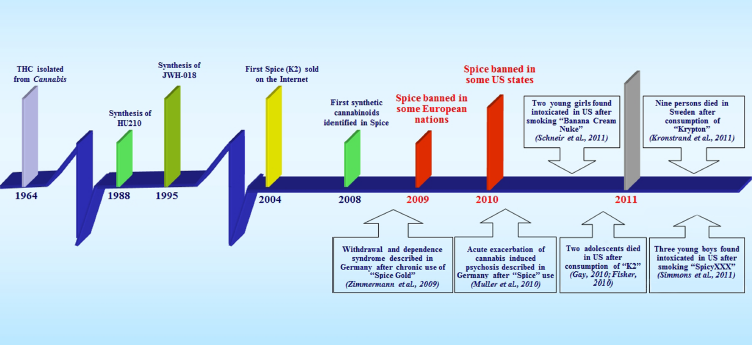 THC isolated
from Cannabis
Synthesis of
HU210
Synthesis of
JWH-018
First Spice (K2) sold
on the Internet
First synthetic
cannabinoids
identified in Spice
Spice banned in
some European
nations
Spice banned in
some US states
Two young girls found
intoxicated in US after
smoking “Banana Cream
Nuke”
(Schneir et al., 2011)
Nine persons died in
Sweden after
consumption of
“Krypton”
(Kronstrand et al., 2011)
1964
1988
1995
2004
2008
2009
2010
2011
Withdrawal and dependence
syndrome described in
Germany after chronic use of
“Spice Gold”
(Zimmermann et al., 2009)
Acute exacerbation of
cannabis induced
psychosis described in
Germany after “Spice” use
(Muller et al., 2010)
Two adolescents died
in US after
consumption of “K2”
(Gay, 2010; Fisher,
2010)
Three young boys found
intoxicated in US after
smoking “SpicyXXX”
(Simmons et al., 2011)